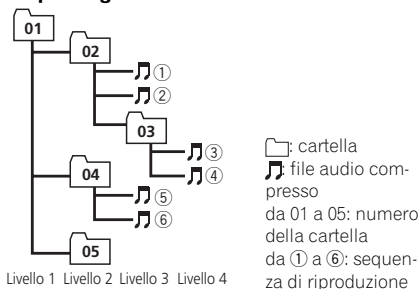 01
02
①
②
03
③
④
04
⑤
⑥
05
Livello 1 Livello 2 Livello 3 Livello 4
: cartella
: file audio com-
presso
da 01 a 05: numero
della cartella
da ① a ⑥: sequen-
za di riproduzione